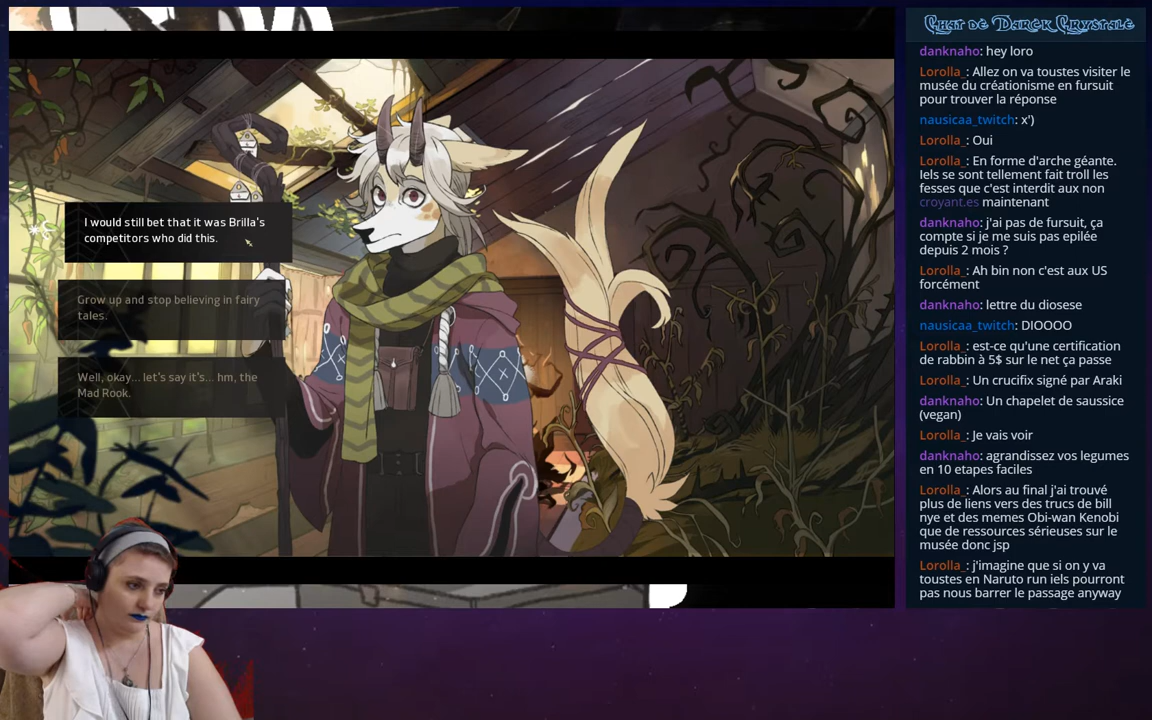 I would still bet that it was Brilla's
competitors who did this.
Grow up and stop believing in fairy
tales.
Well, okay... let's say it's... hm, the
Mad Rook.
Chat de Darck Crystale
danknaho: hey loro
Lorolla_: Allez on va toustes visiter le
musée du créationisme en fursuit
pour trouver la réponse
nausicaa_twitch: x')
Lorolla_: Oui
Lorolla_: En forme d'arche géante.
Iels se sont tellement fait troll les
fesses que c'est interdit aux non
croyant.es maintenant
danknaho: j'ai pas de fursuit, ça
compte si je me suis pas epilée
depuis 2 mois ?
Lorolla_: Ah bin non c'est aux US
forcément
danknaho: lettre du diosese
nausicaa_twitch: DIOOOO
Lorolla_: est-ce qu'une certification
de rabbin à 5$ sur le net ça passe
Lorolla_: Un crucifix signé par Araki
danknaho: Un chapelet de saussice
(vegan)
Lorolla_: Je vais voir
danknaho: agrandissez vos legumes
en 10 etapes faciles
Lorolla_: Alors au final j'ai trouvé
plus de liens vers des trucs de bill
nye et des memes Obi-wan Kenobi
que de ressources sérieuses sur le
musée donc jsp
Lorolla_: j'imagine que si on y va
toustes en Naruto run iels pourront
pas nous barrer le passage anyway